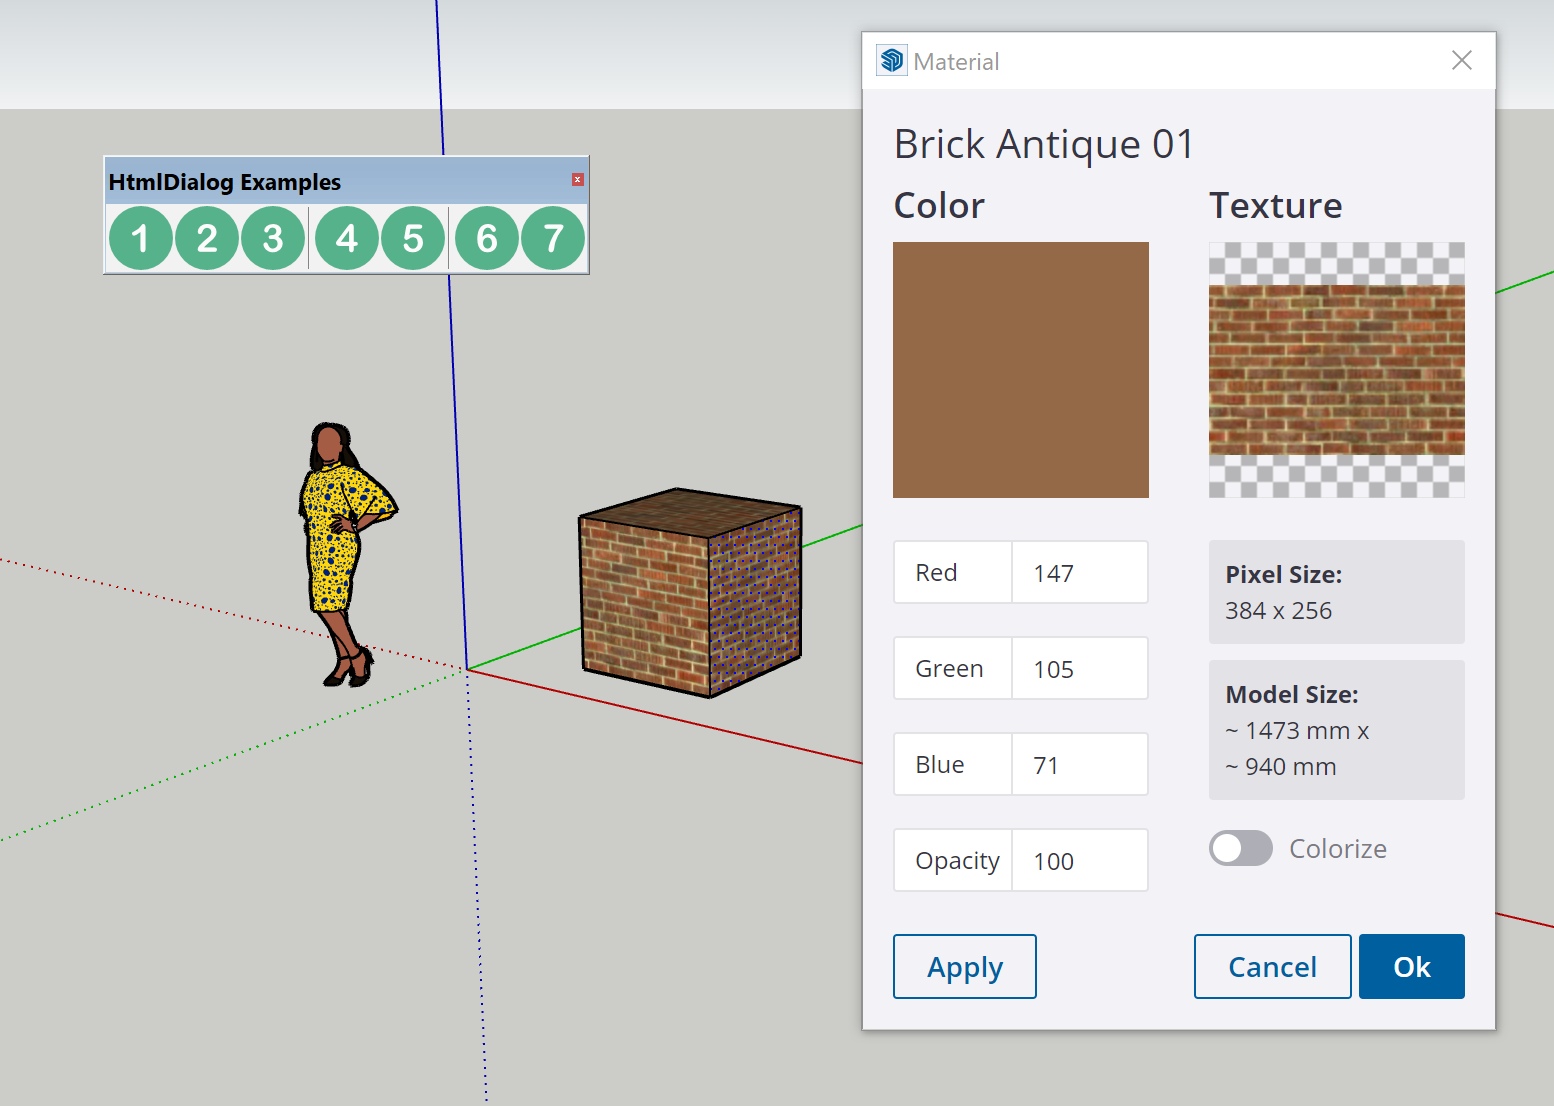 HtmlDialog Examples
1 2 3 4 5 6 7
Material
Brick Antique 01
Color
Texture
Red 147
Green 105
Blue 71
Opacity 100
Pixel Size:
384 x 256
Model Size:
~ 1473 mm x
~ 940 mm
Colorize
Apply
Cancel
Ok